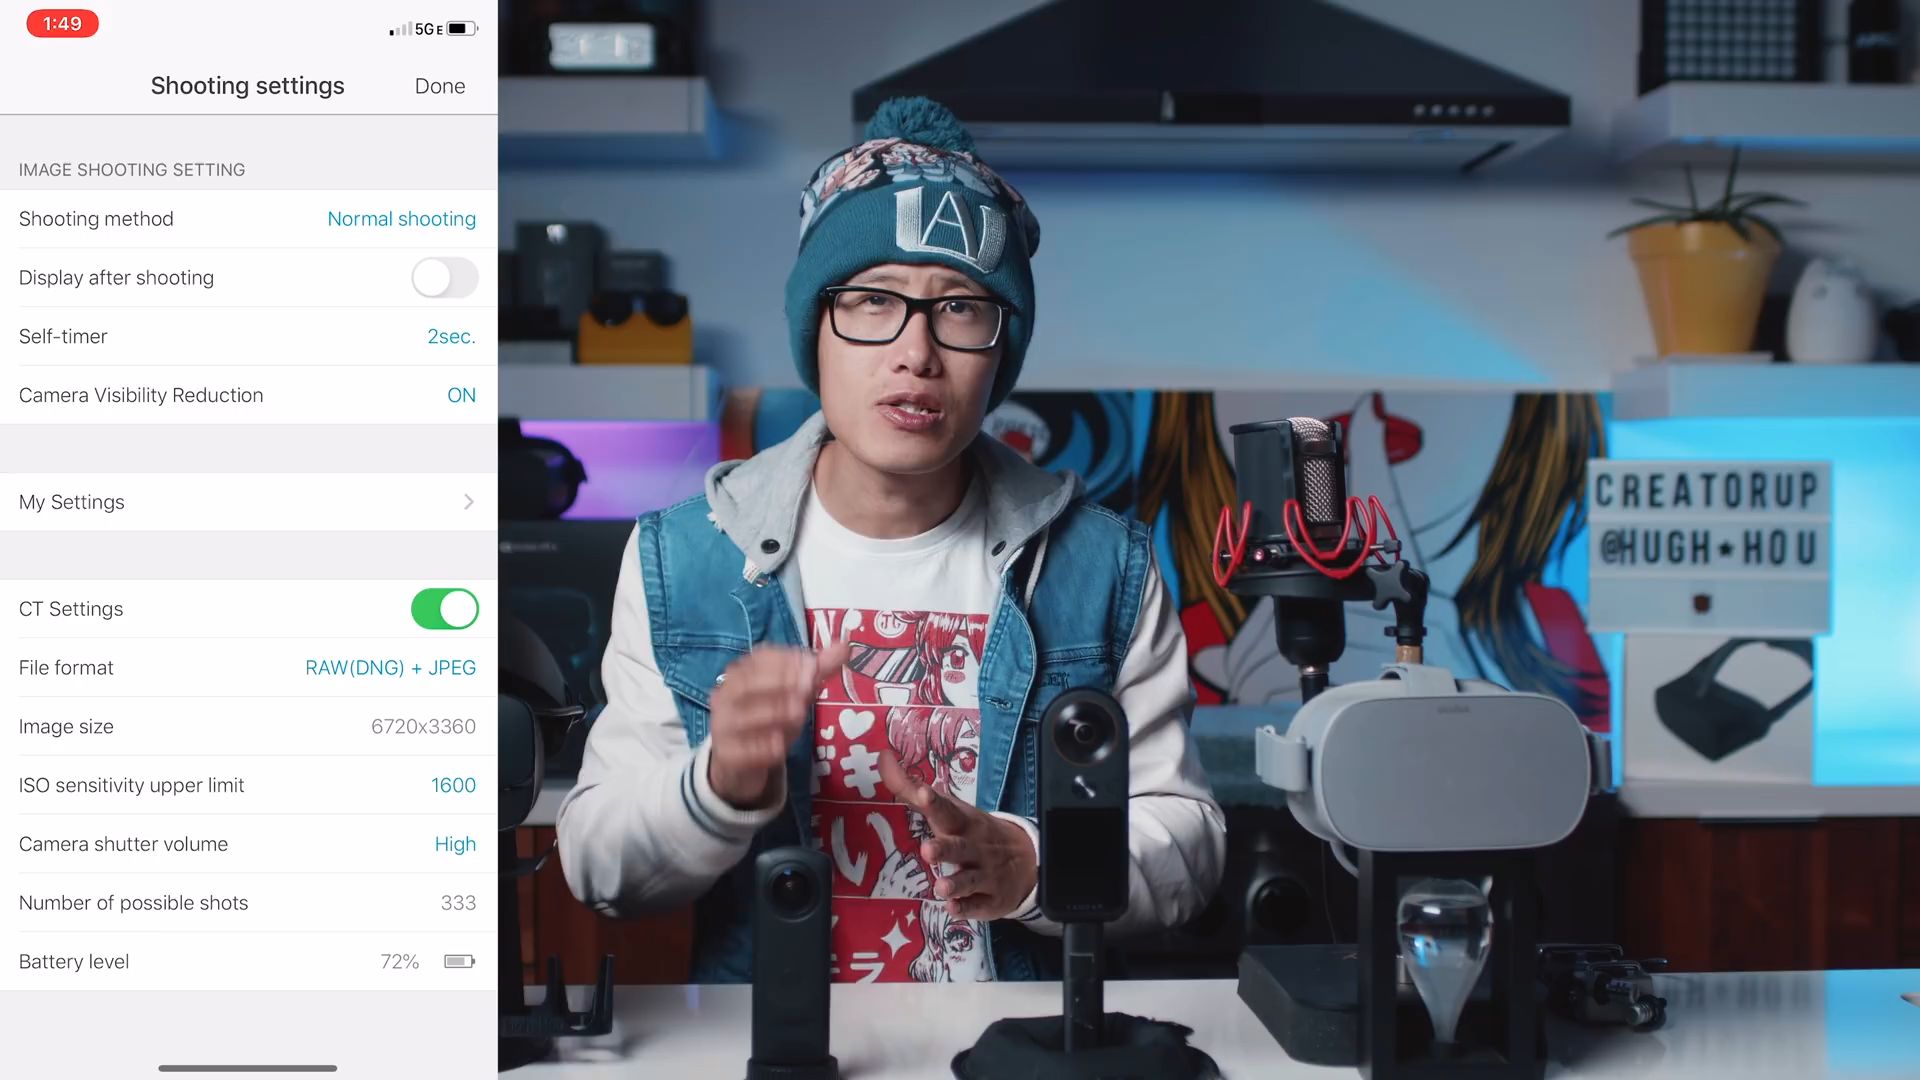 1:49
5GE
Shooting settings
Done
IMAGE SHOOTING SETTING
Shooting method
Normal shooting
Display after shooting
Self-timer
2sec.
Camera Visibility Reduction
ON
My Settings
CT Settings
File format
RAW(DNG) + JPEG
Image size
6720x3360
ISO sensitivity upper limit
1600
Camera shutter volume
High
Number of possible shots
333
Battery level
72%
CREATORUP
@HUGH★HOU